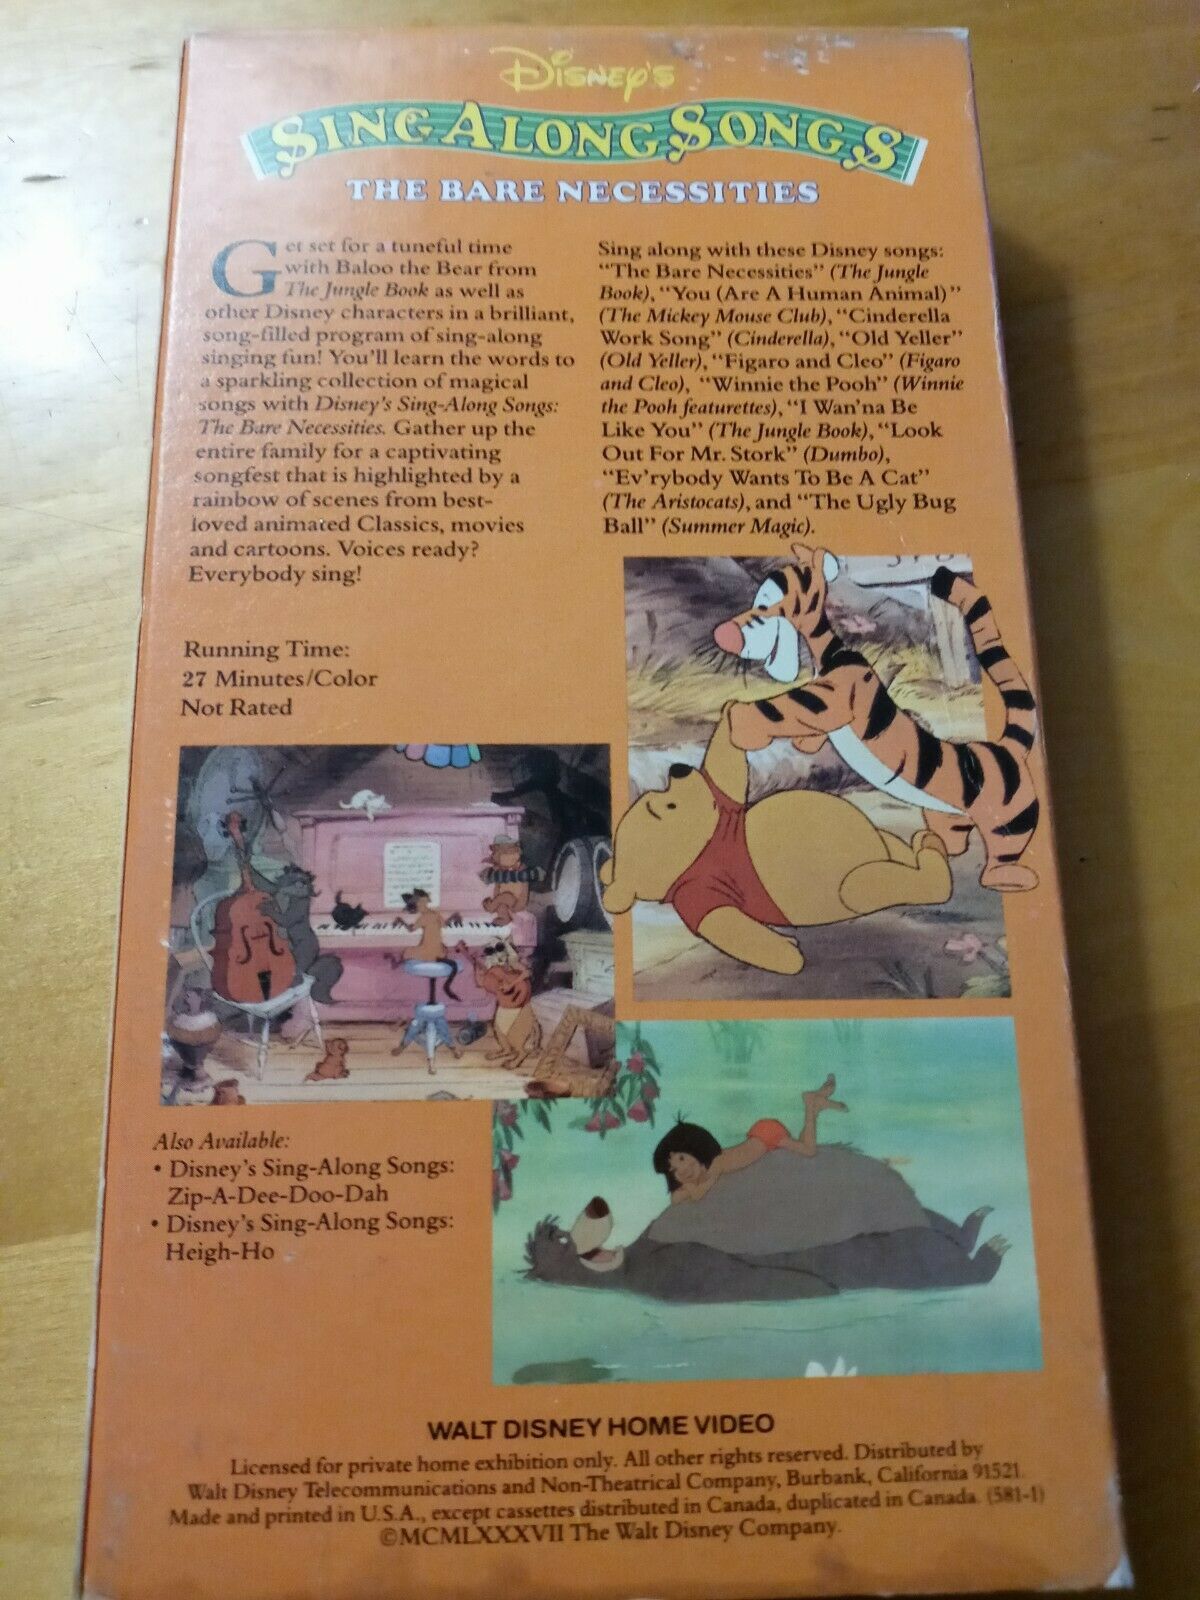 Disney's
Sing Along Songs
THE BARE NECESSITIES
Get set for a tuneful time
with Baloo the Bear from
The Jungle Book as well as
other Disney characters in a brilliant,
song-filled program of sing-along
singing fun! You'll learn the words to
a sparkling collection of magical
songs with Disney's Sing-Along Songs:
The Bare Necessities. Gather up the
entire family for a captivating
songfest that is highlighted by a
rainbow of scenes from best-
loved animated Classics, movies
and cartoons. Voices ready?
Everybody sing!
Running Time:
27 Minutes/Color
Not Rated
Sing along with these Disney songs:
"The Bare Necessities" (The Jungle
Book), "You (Are A Human Animal)"
(The Mickey Mouse Club), "Cinderella
Work Song" (Cinderella), "Old Yeller"
(Old Yeller), "Figaro and Cleo" (Figaro
and Cleo), "Winnie the Pooh" (Winnie
the Pooh featurettes), "I Wan'na Be
Like You" (The Jungle Book), "Look
Out For Mr. Stork" (Dumbo),
"Ev'rybody Wants To Be A Cat"
(The Aristocats), and "The Ugly Bug
Ball" (Summer Magic).
Also Available:
• Disney's Sing-Along Songs:
Zip-A-Dee-Doo-Dah
• Disney's Sing-Along Songs:
Heigh-Ho
WALT DISNEY HOME VIDEO
Licensed for private home exhibition only. All other rights reserved. Distributed by
Walt Disney Telecommunications and Non-Theatrical Company, Burbank, California 91521.
Made and printed in U.S.A., except cassettes distributed in Canada, duplicated in Canada. (581-1)
©MCMLXXXVII The Walt Disney Company.